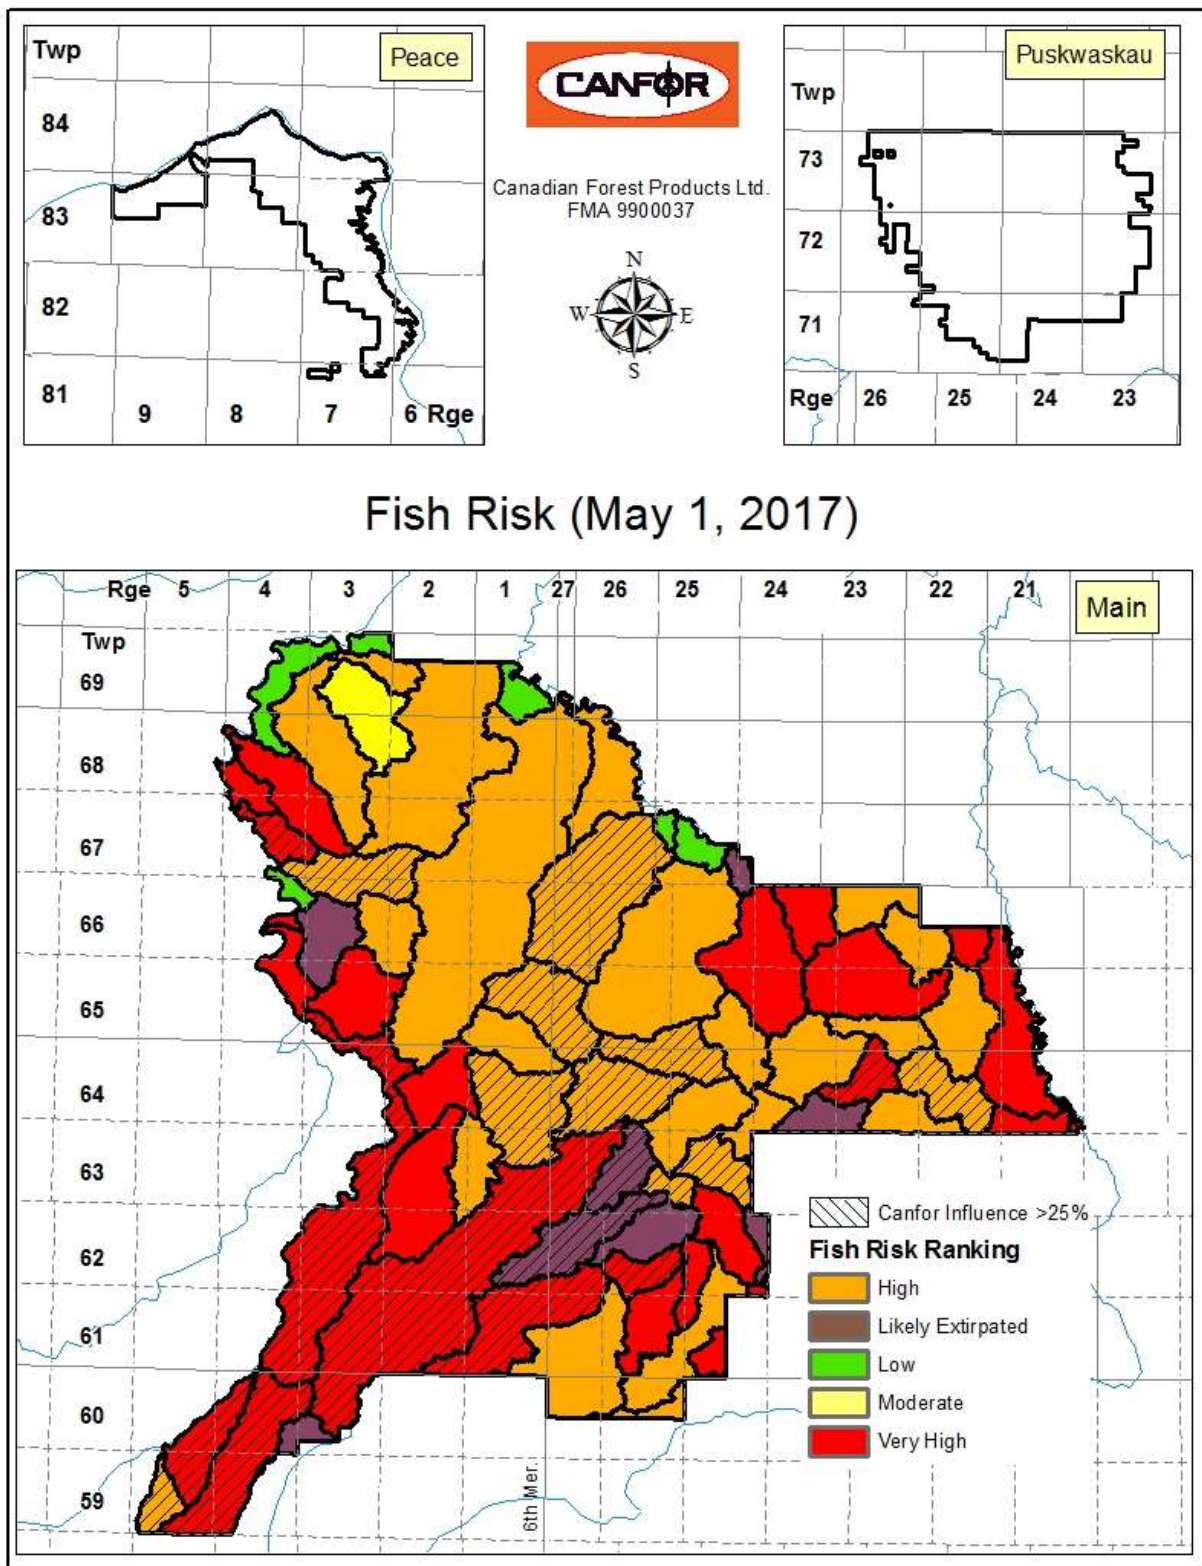 Twp
Peace
84
83
82
81
9 8 7 6 Rge
CANFOR
Canadian Forest Products Ltd.
FMA 9900037
N
W E
S
Puskwaskau
Twp
73
72
71
Rge 26 25 24 23
Fish Risk (May 1, 2017)
Rge 5 4 3 2 1 27 26 25 24 23 22 21
Main
Twp
69
68
67
66
65
64
63
62
61
60
59
6th Mer.
Canfor Influence >25%
Fish Risk Ranking
High
Likely Extirpated
Low
Moderate
Very High